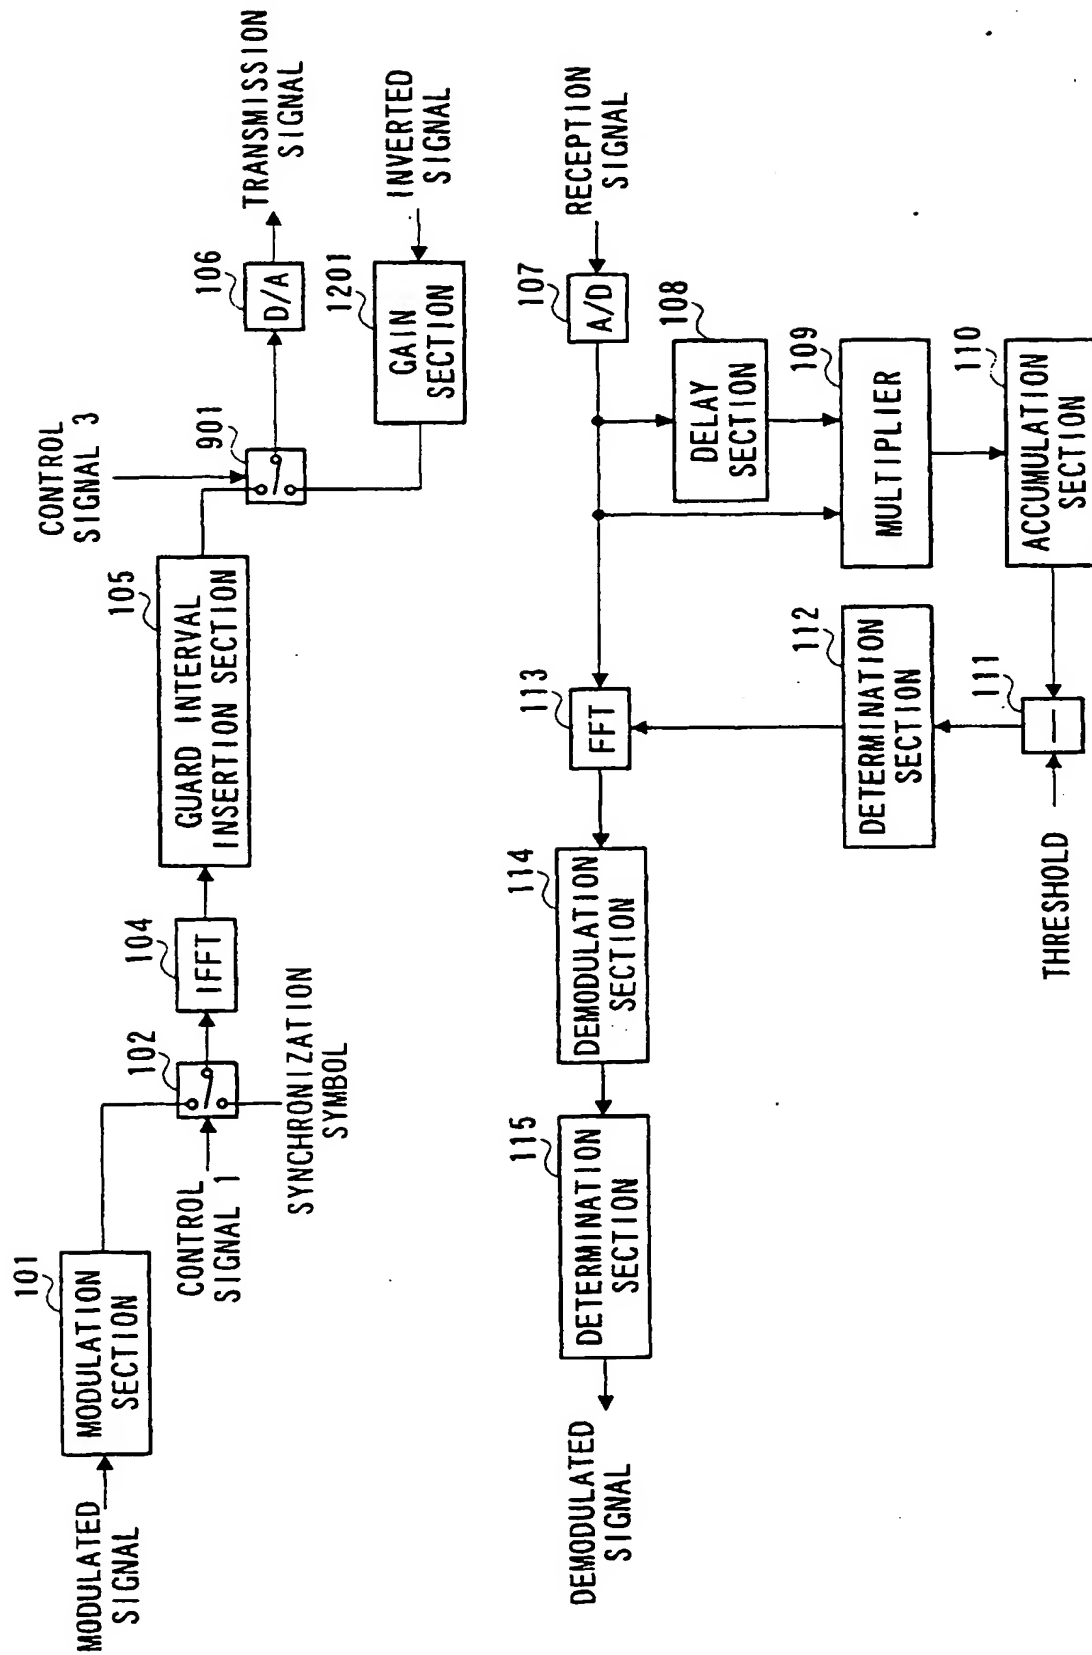 MODULATED
SIGNAL
101
MODULATION
SECTION
CONTROL
SIGNAL 1
102
SYNCHRONIZATION
SYMBOL
104
IFFT
105
GUARD INTERVAL
INSERTION SECTION
CONTROL
SIGNAL 3
901
106
D/A
TRANSMISSION
SIGNAL
1201
GAIN
SECTION
INVERTED
SIGNAL
RECEPTION
SIGNAL
107
A/D
108
DELAY
SECTION
109
MULTIPLIER
110
ACCUMULATION
SECTION
111
THRESHOLD
112
DETERMINATION
SECTION
113
FFT
114
DEMODULATION
SECTION
115
DETERMINATION
SECTION
DEMODULATED
SIGNAL